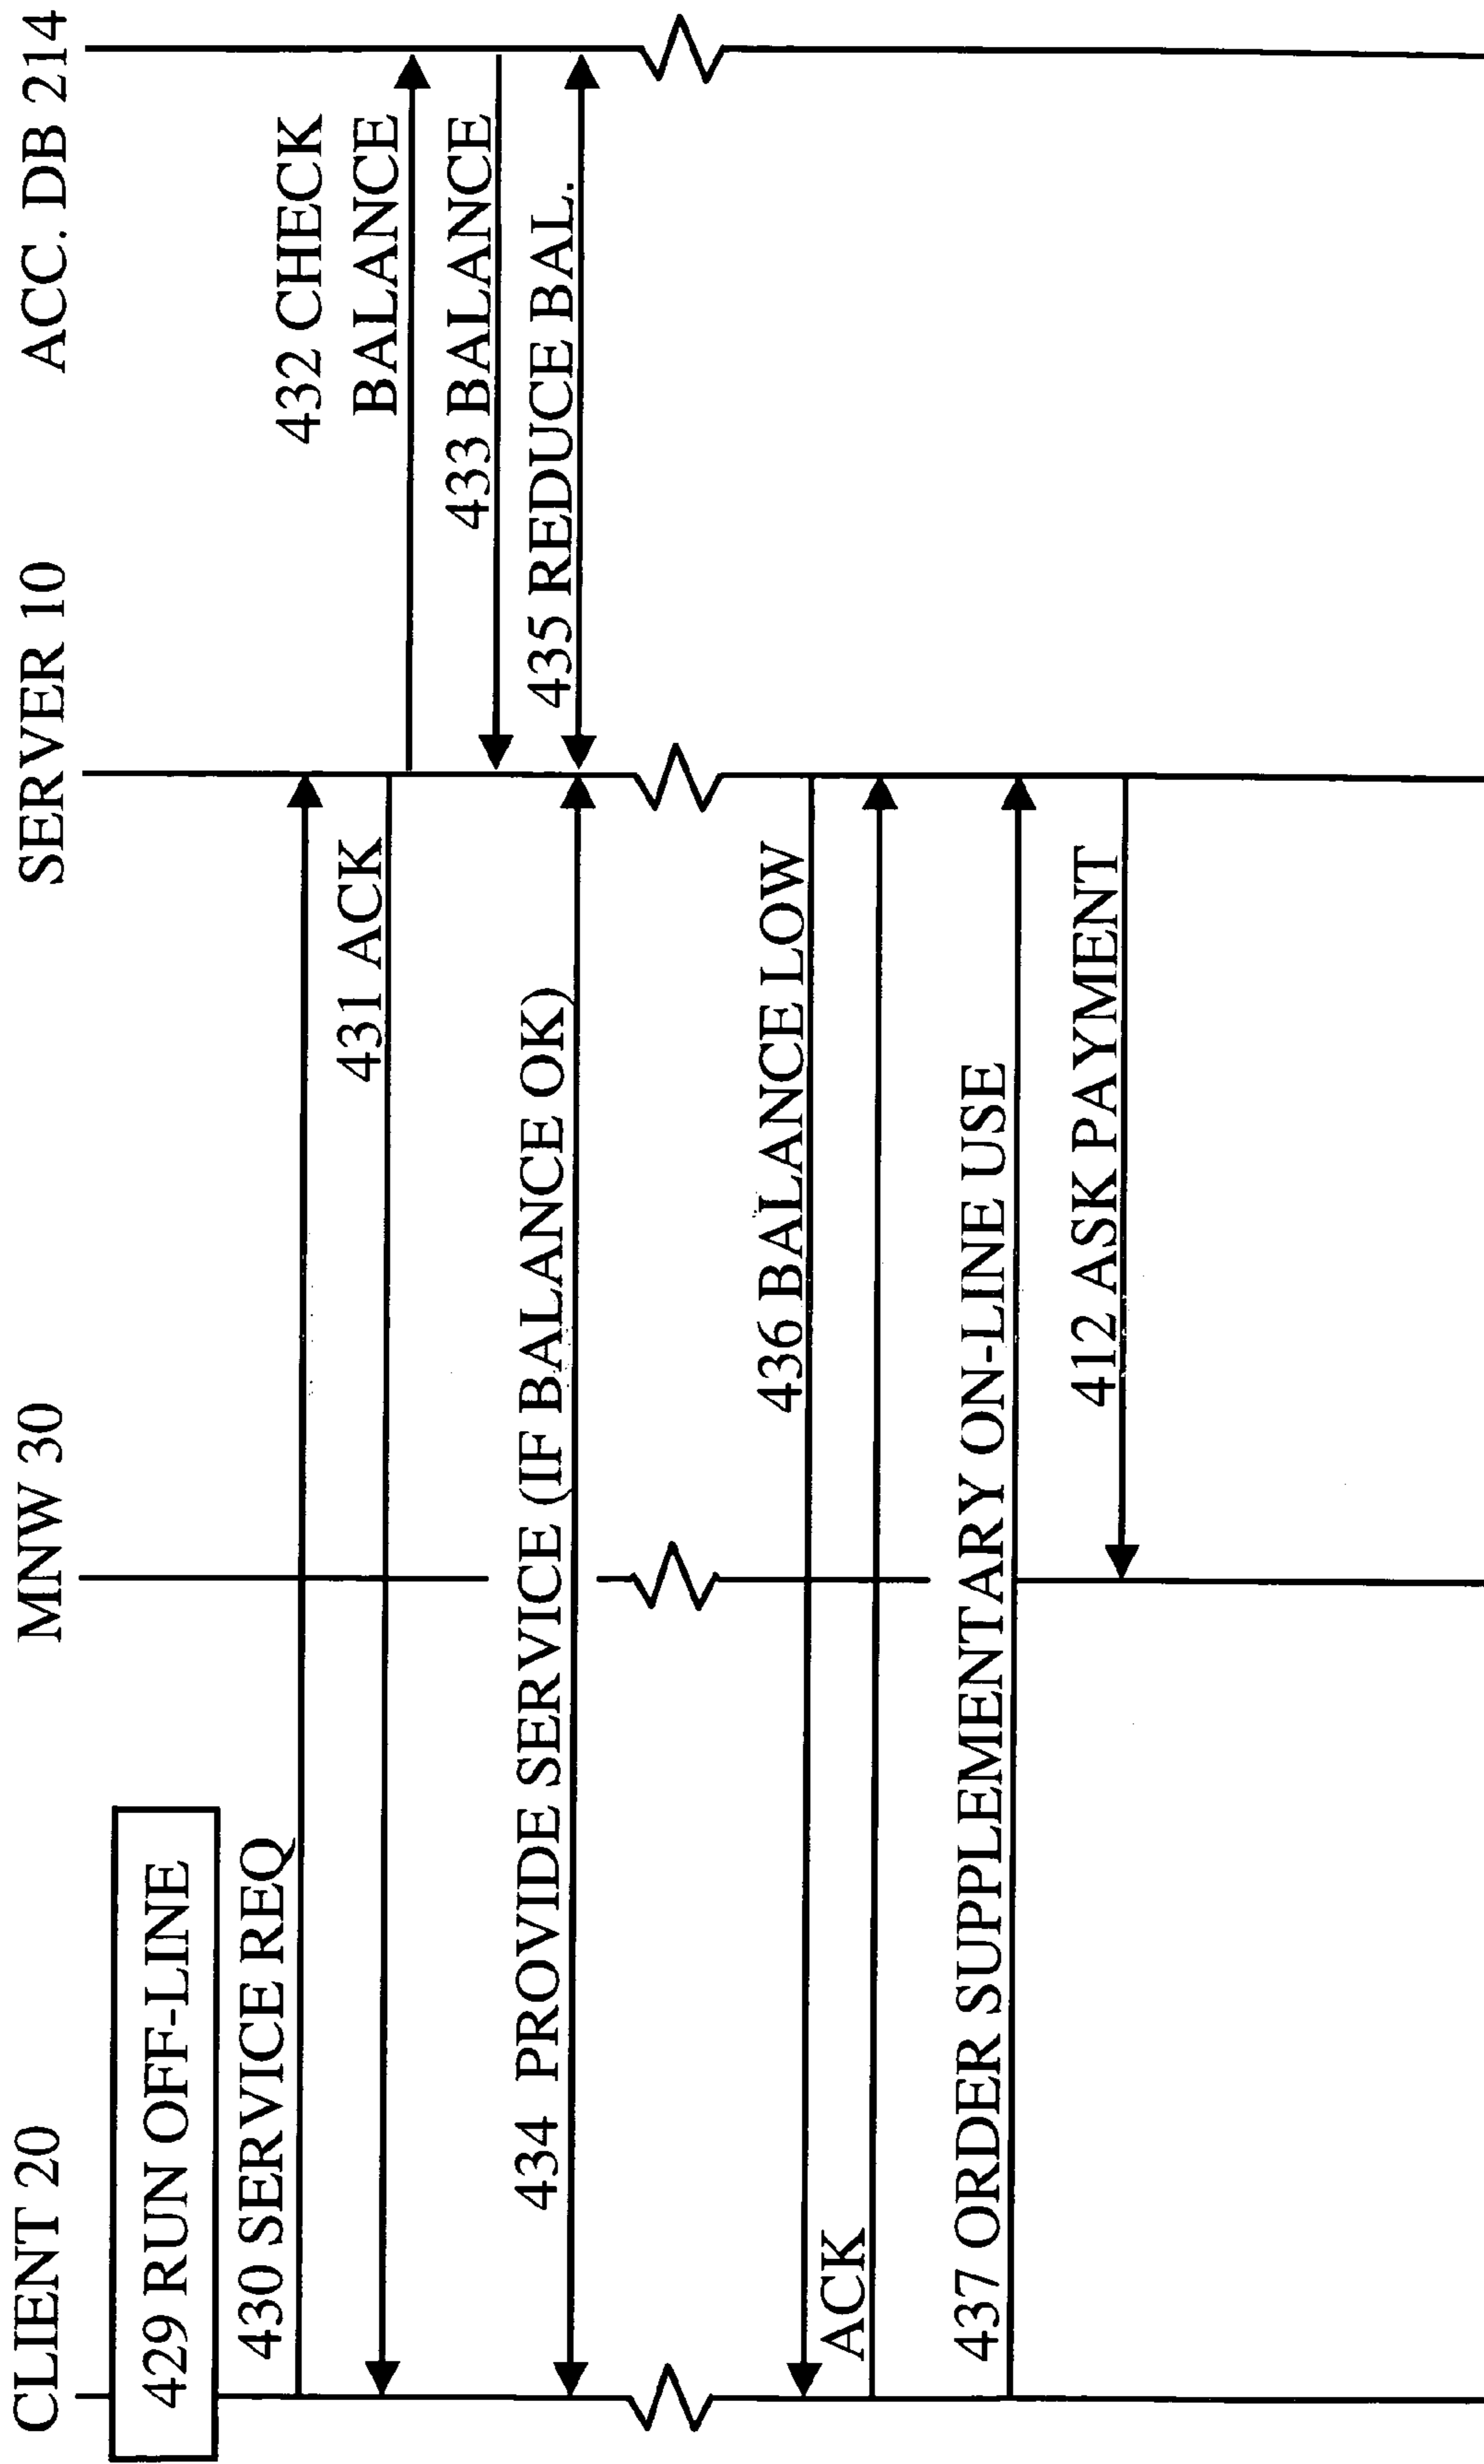 CLIENT 20
MNW 30
SERVER 10
ACC. DB 214
429 RUN OFF-LINE
430 SERVICE REQ
431 ACK
432 CHECK
BALANCE
433 BALANCE
434 PROVIDE SERVICE (IF BALANCE OK)
435 REDUCE BAL.
436 BALANCE LOW
ACK
437 ORDER SUPPLEMENTARY ON-LINE USE
412 ASK PAYMENT